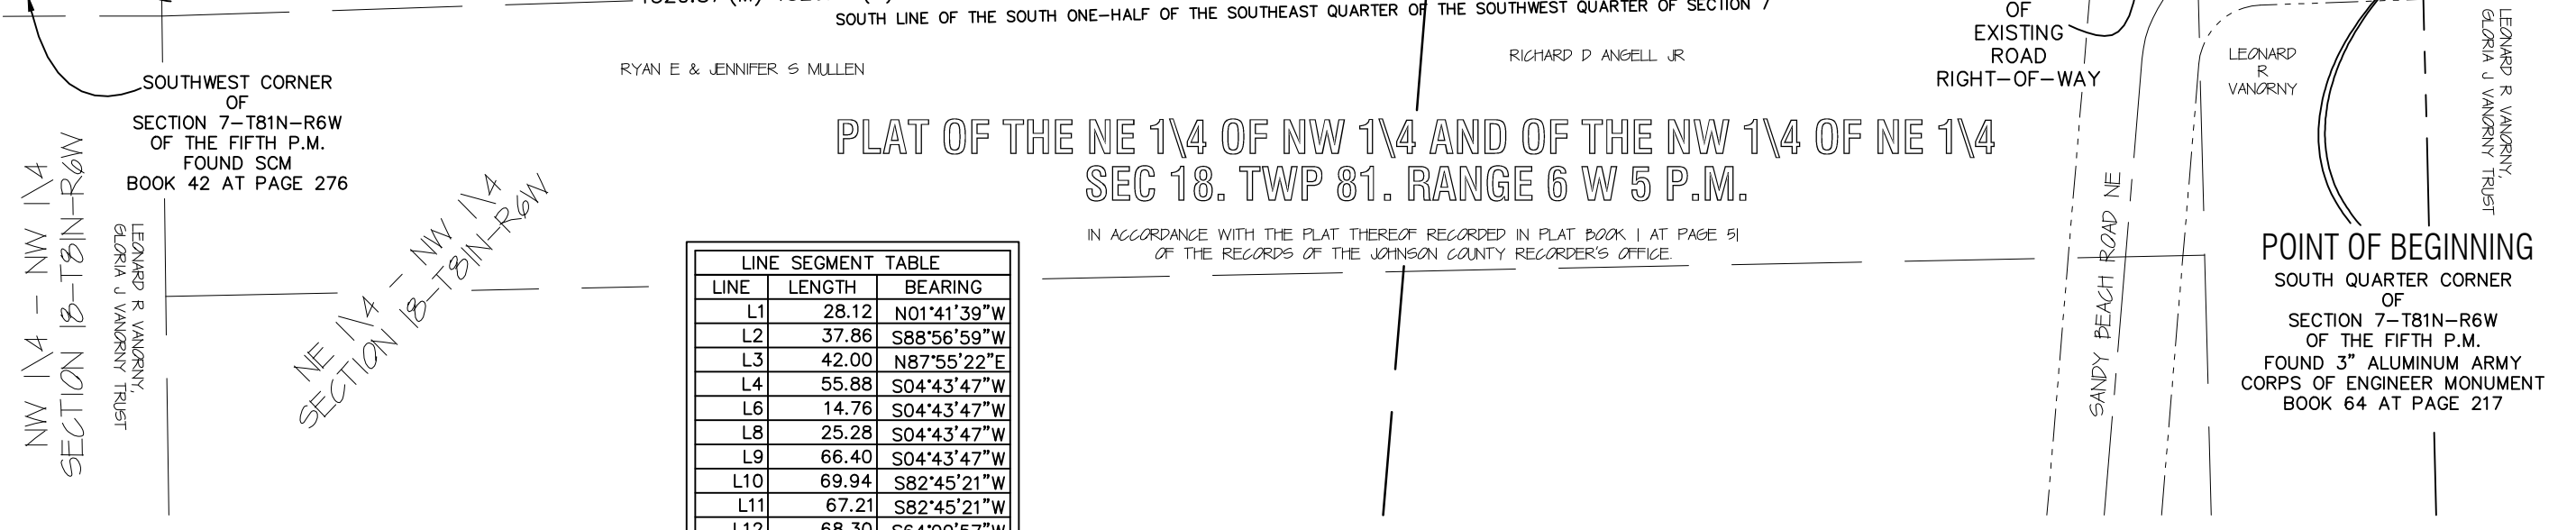 SOUTH LINE OF THE SOUTH ONE-HALF OF THE SOUTHEAST QUARTER OF THE SOUTHWEST QUARTER OF SECTION 7
RYAN E & JENNIFER S MULLEN
RICHARD D ANGELL JR
OF
EXISTING
ROAD
RIGHT-OF-WAY
LEONARD
R
VANORNY
LEONARD R VANORNY,
GLORIA J VANORNY TRUST
SOUTHWEST CORNER
OF
SECTION 7-T81N-R6W
OF THE FIFTH P.M.
FOUND SCM
BOOK 42 AT PAGE 276
NW 1\4 - NW 1\4
SECTION 18-T81N-R6W
LEONARD R VANORNY,
GLORIA J VANORNY TRUST
NE 1\4 - NW 1\4
SECTION 18-T81N-R6W
PLAT OF THE NE 1\4 OF NW 1\4 AND OF THE NW 1\4 OF NE 1\4
SEC 18. TWP 81. RANGE 6 W 5 P.M.
IN ACCORDANCE WITH THE PLAT THEREOF RECORDED IN PLAT BOOK 1 AT PAGE 51
OF THE RECORDS OF THE JOHNSON COUNTY RECORDER'S OFFICE.
LINE SEGMENT TABLE
LINE LENGTH BEARING
L1 28.12 N01°41'39"W
L2 37.86 S88°56'59"W
L3 42.00 N87°55'22"E
L4 55.88 S04°43'47"W
L6 14.76 S04°43'47"W
L8 25.28 S04°43'47"W
L9 66.40 S04°43'47"W
L10 69.94 S82°45'21"W
L11 67.21 S82°45'21"W
L12 68.30
SANDY BEACH ROAD NE
POINT OF BEGINNING
SOUTH QUARTER CORNER
OF
SECTION 7-T81N-R6W
OF THE FIFTH P.M.
FOUND 3" ALUMINUM ARMY
CORPS OF ENGINEER MONUMENT
BOOK 64 AT PAGE 217